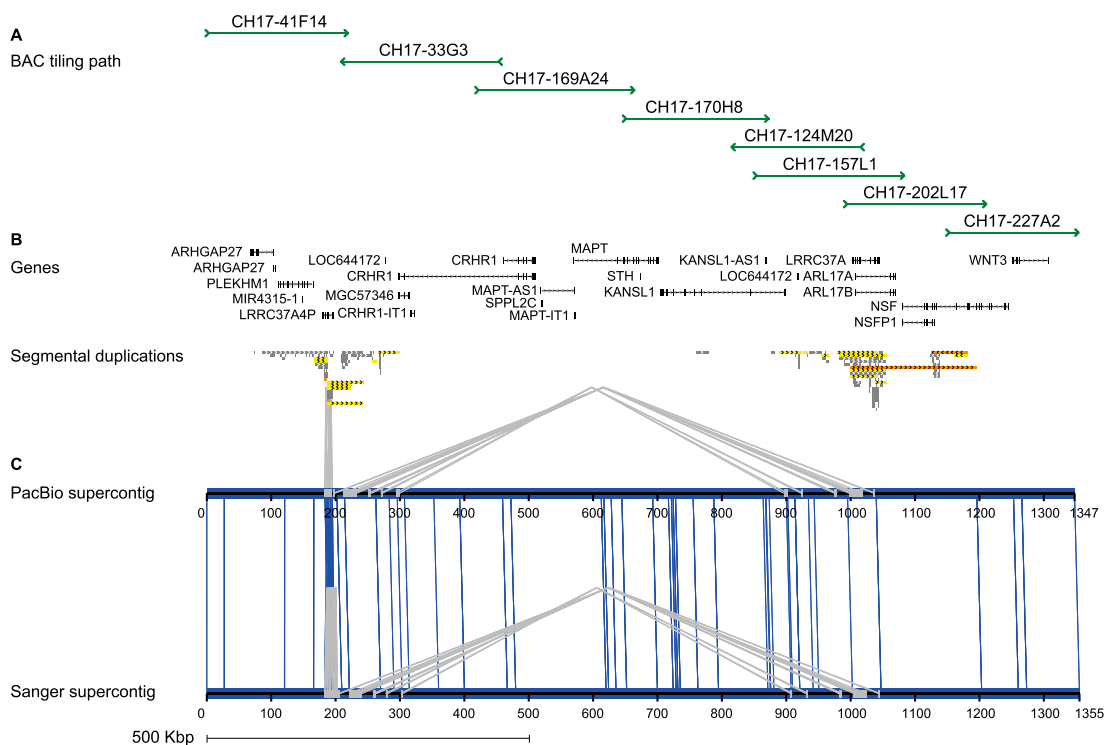 A
BAC tiling path
CH17-41F14
CH17-33G3
CH17-169A24
CH17-170H8
CH17-124M20
CH17-157L1
CH17-202L17
CH17-227A2
B
Genes
ARHGAP27
ARHGAP27
PLEKHM1
MIR4315-1
LRRC37A4P
LOC644172
CRHR1
MGC57346
CRHR1-IT1
CRHR1
MAPT-AS1
SPPL2C
MAPT-IT1
MAPT
STH
KANSL1
KANSL1-AS1
LOC644172
LRRC37A
ARL17A
ARL17B
NSF
NSFP1
WNT3
Segmental duplications
C
PacBio supercontig
0 100 200 300 400 500 600 700 800 900 1000 1100 1200 1300 1347
Sanger supercontig
0 100 200 300 400 500 600 700 800 900 1000 1100 1200 1300 1355
500 Kbp